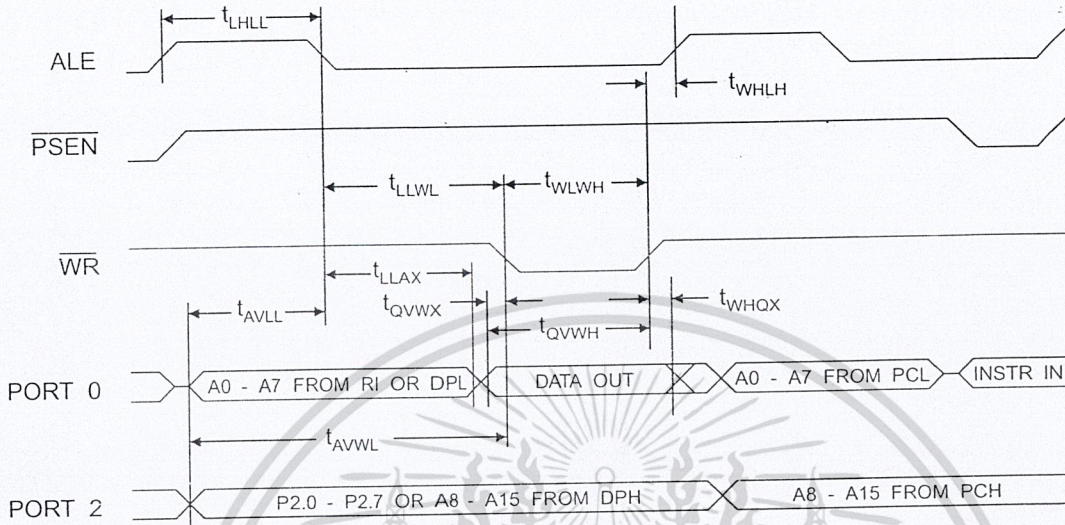 tLHLL
ALE
tWHLH
PSEN
tLLWL
tWLWH
WR
tLLAX
tQVWX
tWHQX
tAVLL
tQVWH
PORT 0
A0 - A7 FROM RI OR DPL
DATA OUT
A0 - A7 FROM PCL
INSTR IN
tAVWL
PORT 2
P2.0 - P2.7 OR A8 - A15 FROM DPH
A8 - A15 FROM PCH